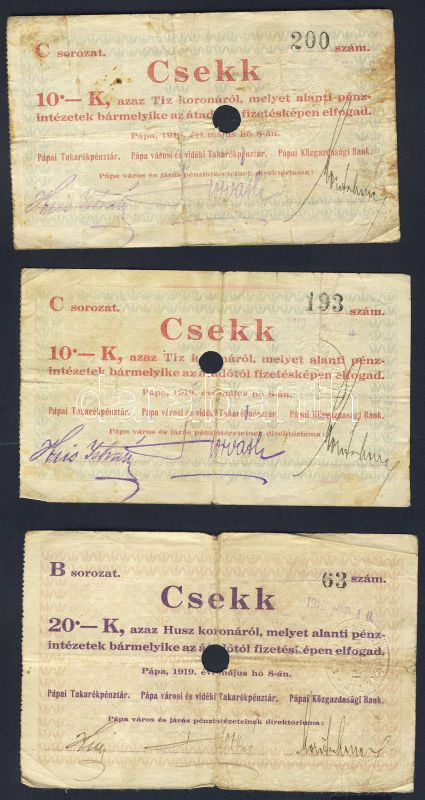 C sorozat. 200 szám.
Csekk
10·— K, azaz Tiz koronáról, melyet alanti pénz-
intézetek bármelyike az fizetésképen elfogad.
Pápa, 1919. évi május hó 8-án.
Pápai Takarékpénztár. Pápa városi és vidéki Takarékpénztár. Pápai Közgazdasági Bank.
Pápa város és járás pénzintézeteinek direktóriuma:
Horváth
C sorozat. 193 szám.
Csekk
10·— K, azaz Tiz koronáról, melyet alanti pénz-
intézetek bármelyike az átadótól fizetésképen elfogad.
Pápa, 1919. évi május hó 8-án.
Pápai Takarékpénztár. Pápa városi és vidéki Takarékpénztár. Pápai Közgazdasági Bank.
Pápa város és járás pénzintézeteinek direktóriuma:
Horváth
B sorozat. 63 szám.
Csekk
20·— K, azaz Husz koronáról, melyet alanti pénz-
intézetek bármelyike az átadótól fizetésképen elfogad.
Pápa, 1919. évi május hó 8-án.
Pápai Takarékpénztár. Pápa városi és vidéki Takarékpénztár. Pápai Közgazdasági Bank.
Pápa város és járás pénzintézeteinek direktóriuma: